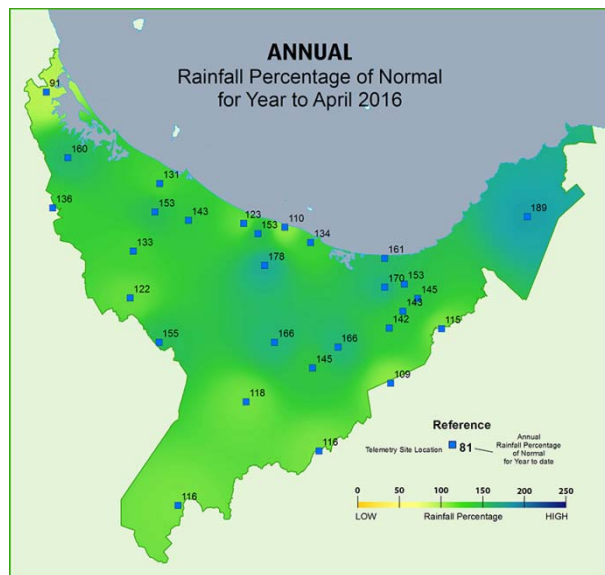 ANNUAL
Rainfall Percentage of Normal
for Year to April 2016
91
160
131
136
153
143
123
153
110
134
189
133
178
161
170
153
145
143
122
142
115
155
166
166
145
109
118
116
116
Reference
Telemetry Site Location
81
Annual
Rainfall Percentage
of Normal
for Year to date
0 50 100 150 200 250
LOW Rainfall Percentage HIGH